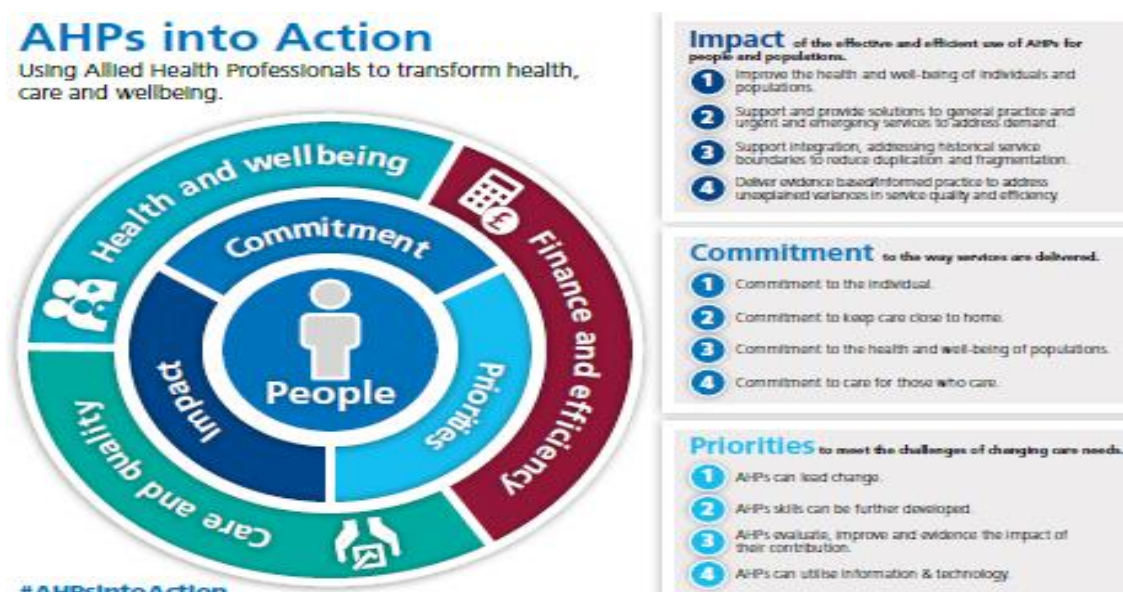 AHPs into Action
Using Allied Health Professionals to transform health,
care and wellbeing.
Health and wellbeing
Finance and efficiency
Care and quality
Commitment
Impact
Priorities
People
#AHPsintoAction
Impact of the effective and efficient use of AHPs for
people and populations.
1 Improve the health and well-being of individuals and
populations.
2 Support and provide solutions to general practice and
urgent and emergency services to address demand.
3 Support integration, addressing historical service
boundaries to reduce duplication and fragmentation.
4 Deliver evidence based/informed practice to address
unexplained variances in service quality and efficiency
Commitment to the way services are delivered.
1 Commitment to the individual.
2 Commitment to keep care close to home.
3 Commitment to the health and well-being of populations.
4 Commitment to care for those who care.
Priorities to meet the challenges of changing care needs.
1 AHPs can lead change.
2 AHPs skills can be further developed.
3 AHPs evaluate, improve and evidence the impact of
their contribution.
4 AHPs can utilise information & technology.